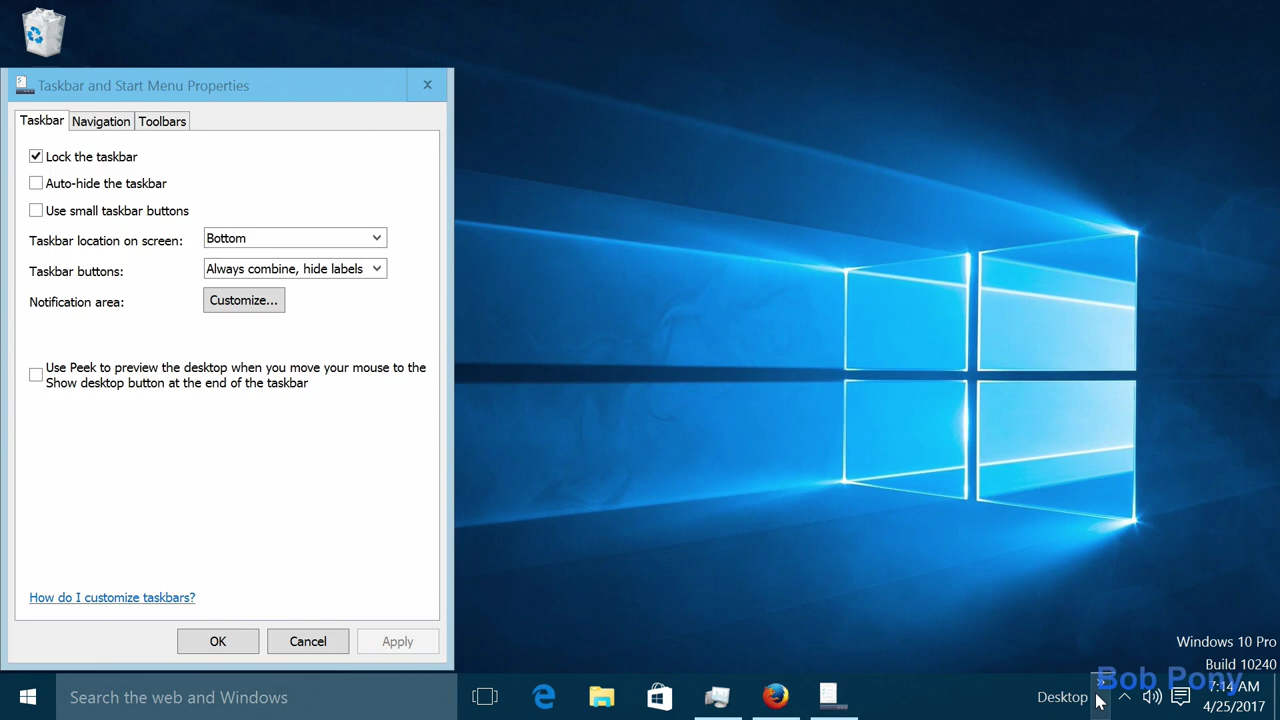 Taskbar and Start Menu Properties
Taskbar
Navigation
Toolbars
Lock the taskbar
Auto-hide the taskbar
Use small taskbar buttons
Taskbar location on screen:
Bottom
Taskbar buttons:
Always combine, hide labels
Notification area:
Customize...
Use Peek to preview the desktop when you move your mouse to the
Show desktop button at the end of the taskbar
How do I customize taskbars?
OK
Cancel
Apply
Windows 10 Pro
Build 10240
Bob Pony
Search the web and Windows
Desktop
7:14 AM
4/25/2017